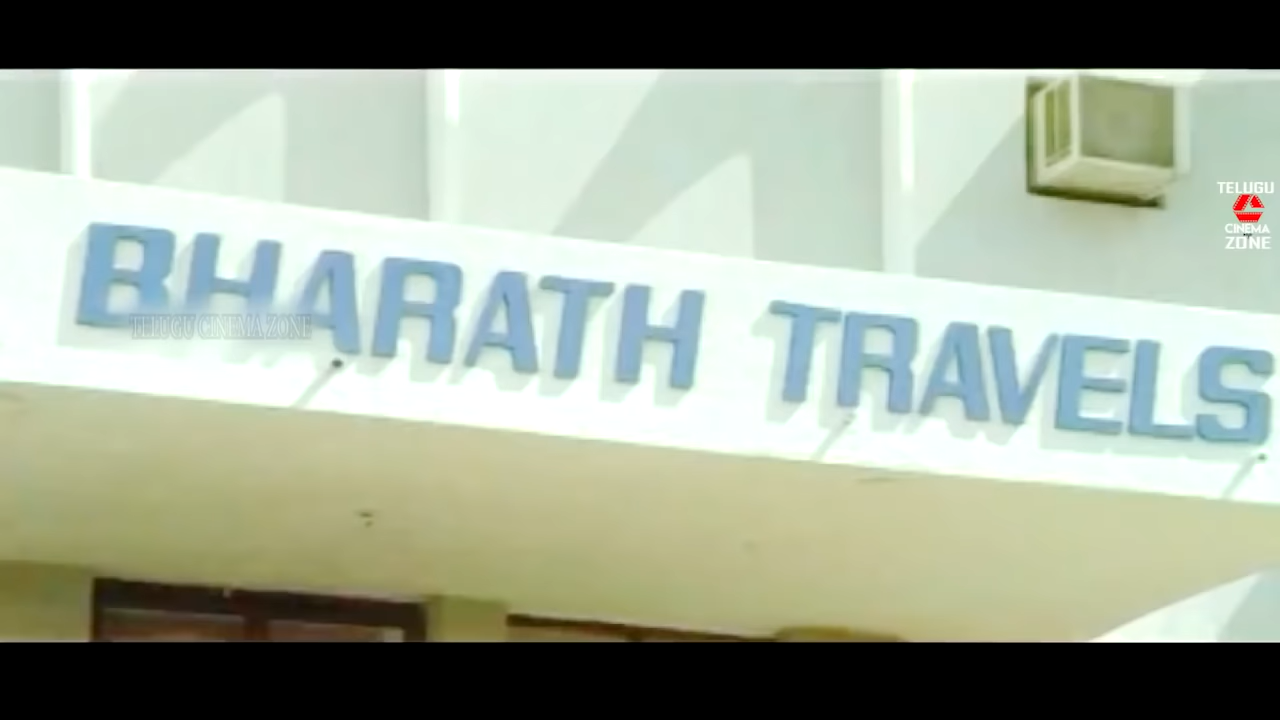 BHARATH TRAVELS
TELUGU
CINEMA
ZONE
TELUGU CINEMA ZONE